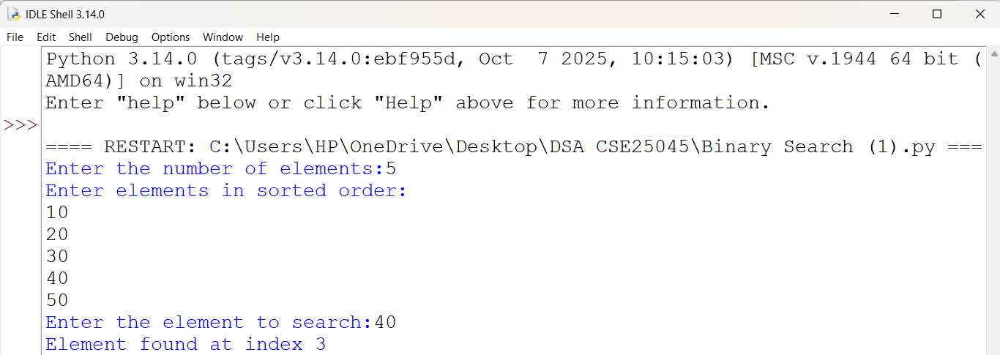 IDLE Shell 3.14.0
File Edit Shell Debug Options Window Help
Python 3.14.0 (tags/v3.14.0:ebf955d, Oct  7 2025, 10:15:03) [MSC v.1944 64 bit (
AMD64)] on win32
Enter "help" below or click "Help" above for more information.
>>>
==== RESTART: C:\Users\HP\OneDrive\Desktop\DSA CSE25045\Binary Search (1).py ===
Enter the number of elements:5
Enter elements in sorted order:
10
20
30
40
50
Enter the element to search:40
Element found at index 3